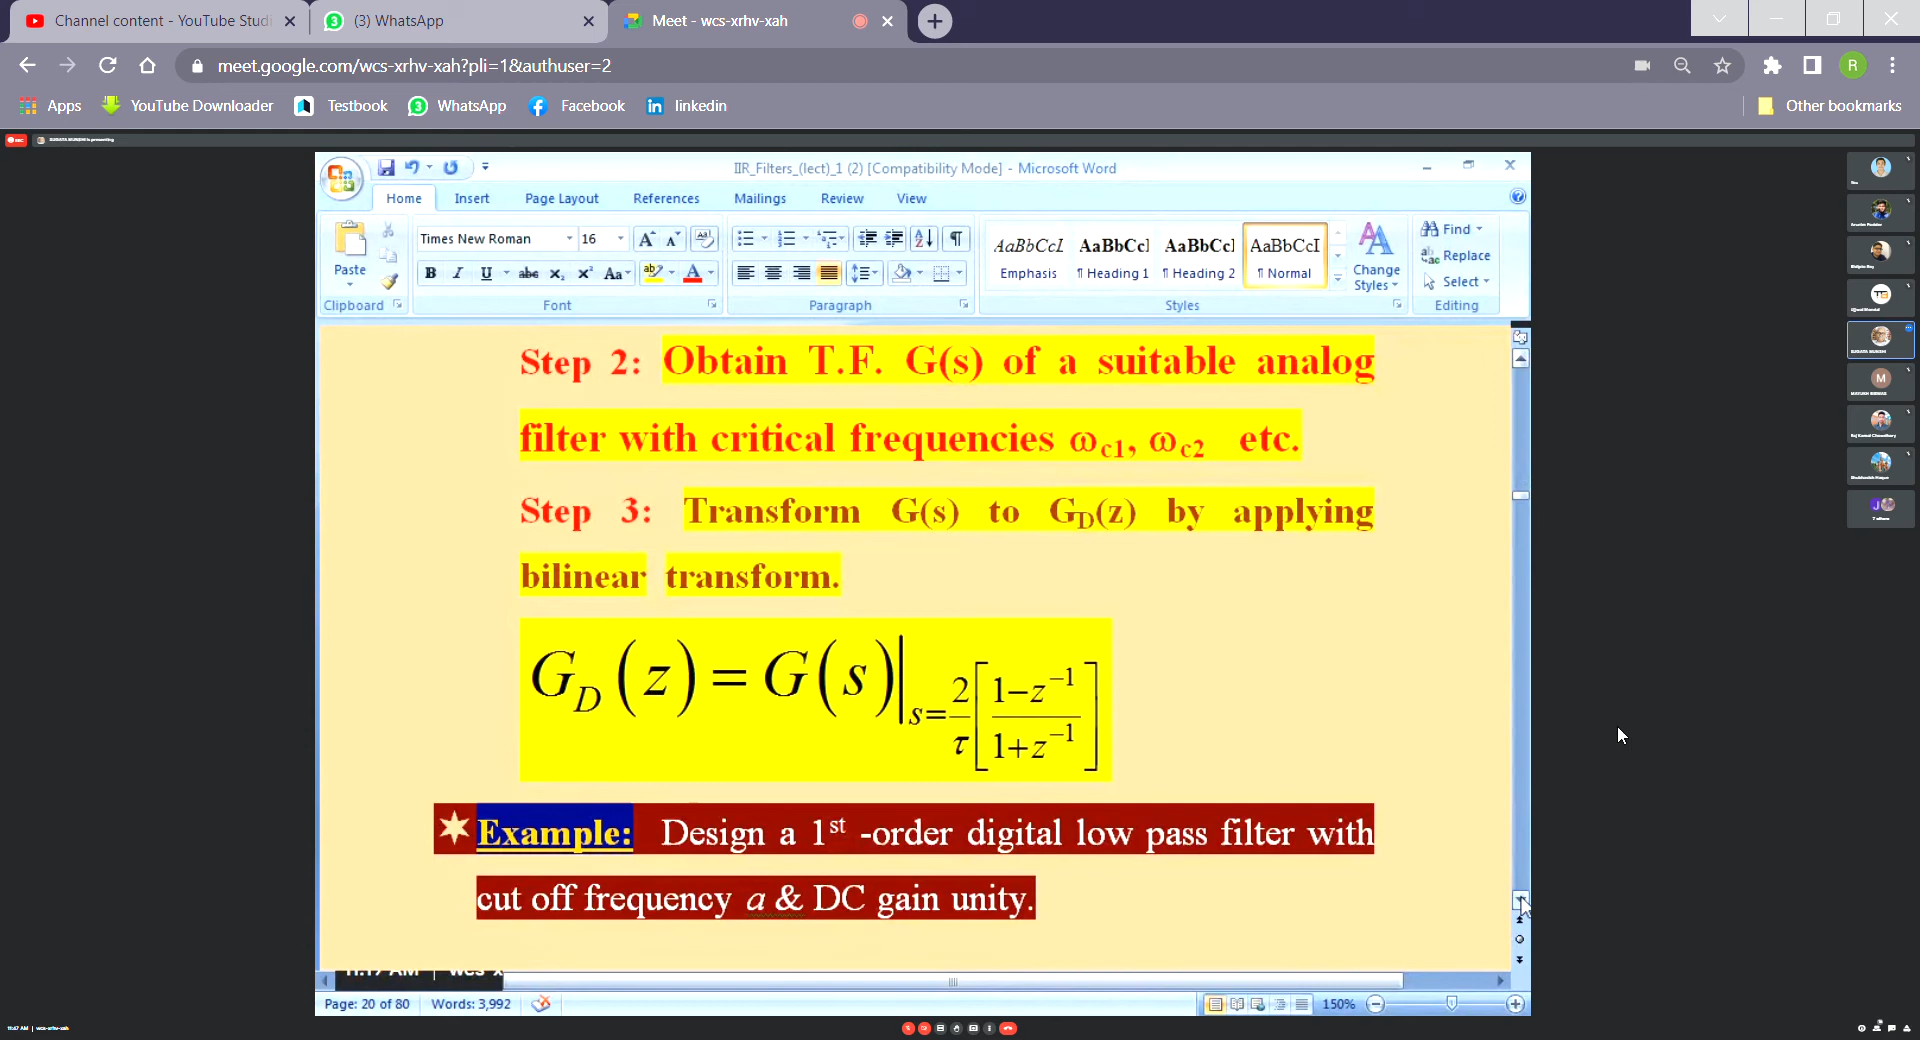 Channel content - YouTube Studi
(3) WhatsApp
Meet - wcs-xrhv-xah
meet.google.com/wcs-xrhv-xah?pli=1&authuser=2
R
Apps YouTube Downloader Testbook WhatsApp Facebook linkedin Other bookmarks
IIR_Filters_(lect)_1 (2) [Compatibility Mode] - Microsoft Word
Home Insert Page Layout References Mailings Review View
Paste
Clipboard
Times New Roman 16
Font
Paragraph
AaBbCcI AaBbCcI AaBbCcI AaBbCcI
Emphasis ¶ Heading 1 ¶ Heading 2 ¶ Normal
Styles
Change Styles
Find
Replace
Select
Editing
Step 2: Obtain T.F. G(s) of a suitable analog
filter with critical frequencies ωc1, ωc2 etc.
Step 3: Transform G(s) to GD(z) by applying
bilinear transform.
GD(z) = G(s)|s=2/τ[1−z−1/1+z−1]
Example: Design a 1st -order digital low pass filter with
cut off frequency a & DC gain unity.
Page: 20 of 80 Words: 3,992 150%
11:47 AM | wcs-xrhv-xah